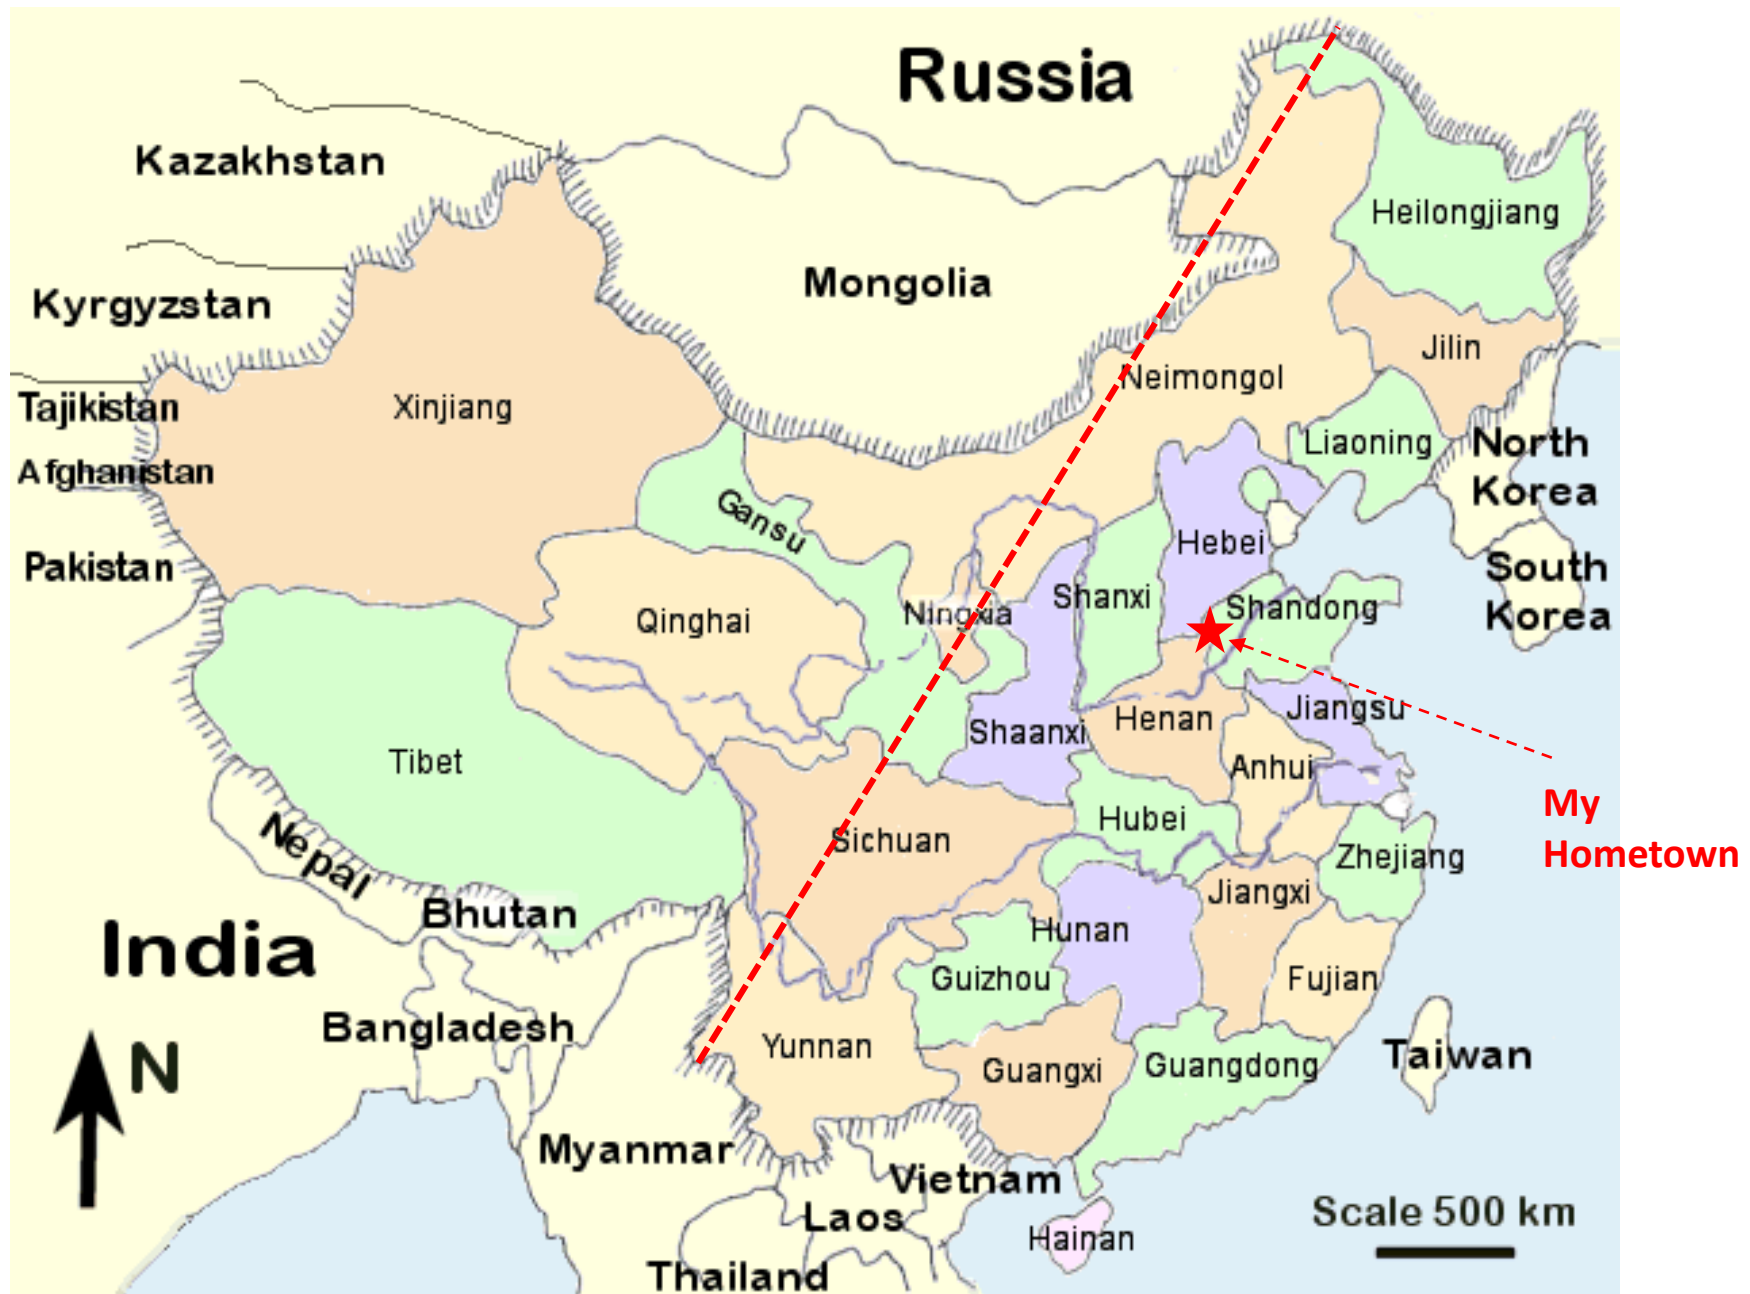 Russia
Kazakhstan
Heilongjiang
Mongolia
Kyrgyzstan
Jilin
Neimongol
Tajikistan
Xinjiang
Liaoning
North
Korea
Afghanistan
Gansu
Hebei
Pakistan
South
Korea
Shanxi
Shandong
Ningxia
Qinghai
Jiangsu
Henan
Shaanxi
Tibet
Anhui
My
Hometown
Hubei
Sichuan
Nepal
Zhejiang
Jiangxi
Bhutan
Hunan
India
Guizhou
Fujian
Bangladesh
Yunnan
Taiwan
N
Guangxi
Guangdong
Myanmar
Vietnam
Laos
Scale 500 km
Hainan
Thailand